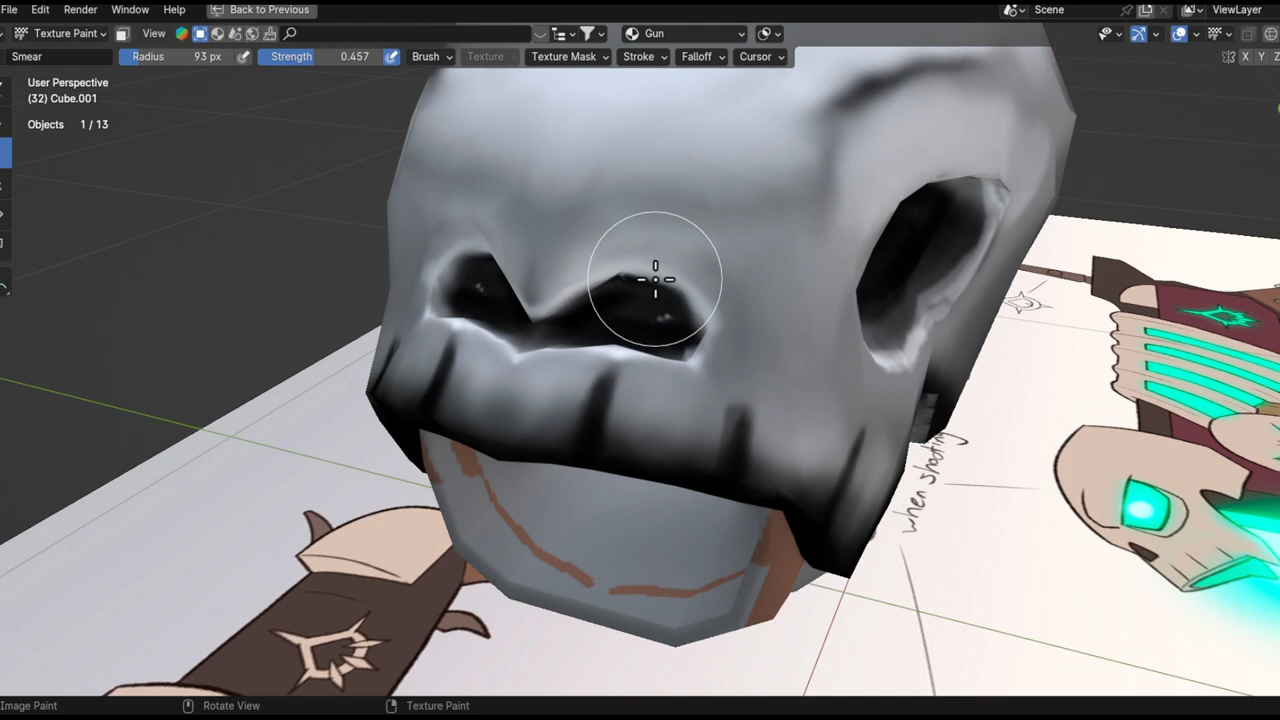 File Edit Render Window Help Back to Previous Scene ViewLayer
Texture Paint View Gun
Smear Radius 93 px Strength 0.457 Brush Texture Texture Mask Stroke Falloff Cursor X Y Z
User Perspective
(32) Cube.001
Objects 1 / 13
when shooting
Image Paint Rotate View Texture Paint